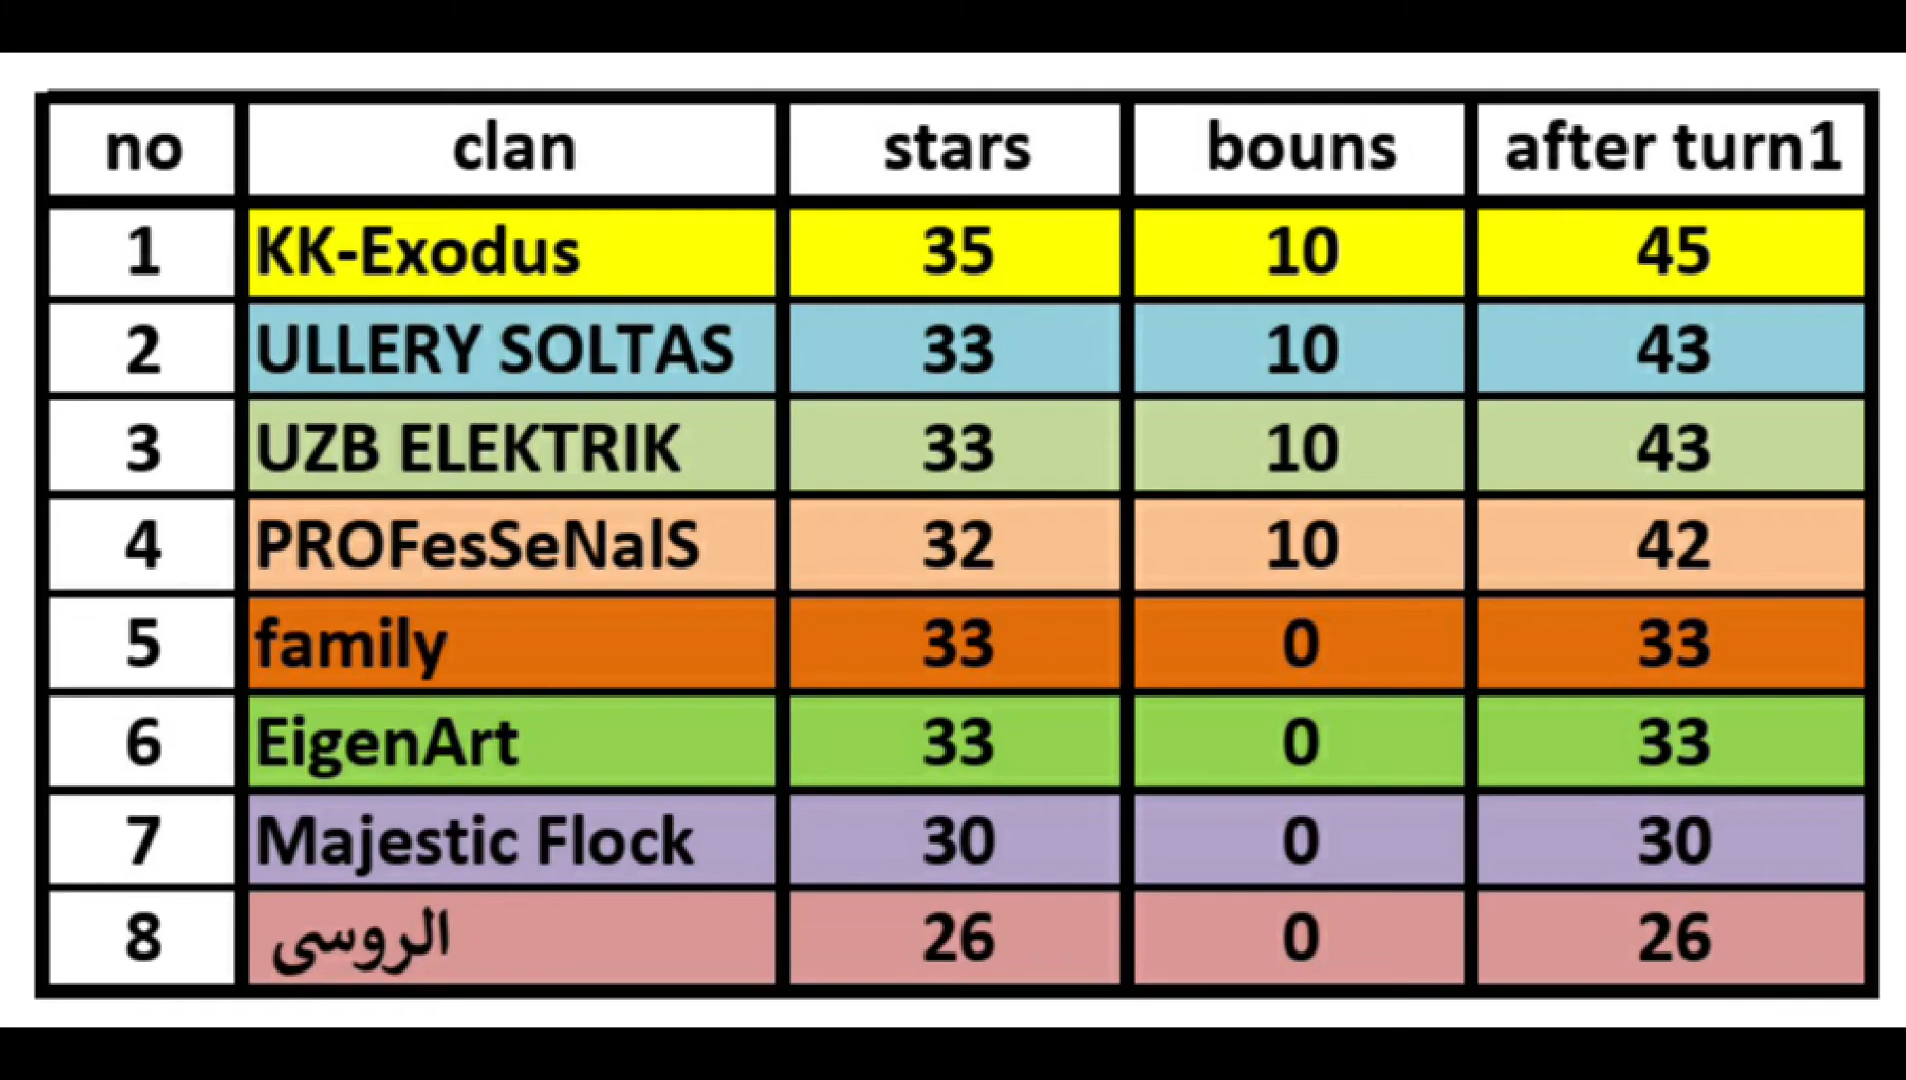 no clan stars bouns after turn1
1 KK-Exodus 35 10 45
2 ULLERY SOLTAS 33 10 43
3 UZB ELEKTRIK 33 10 43
4 PROFesSeNalS 32 10 42
5 family 33 0 33
6 EigenArt 33 0 33
7 Majestic Flock 30 0 30
8 الروسى 26 0 26